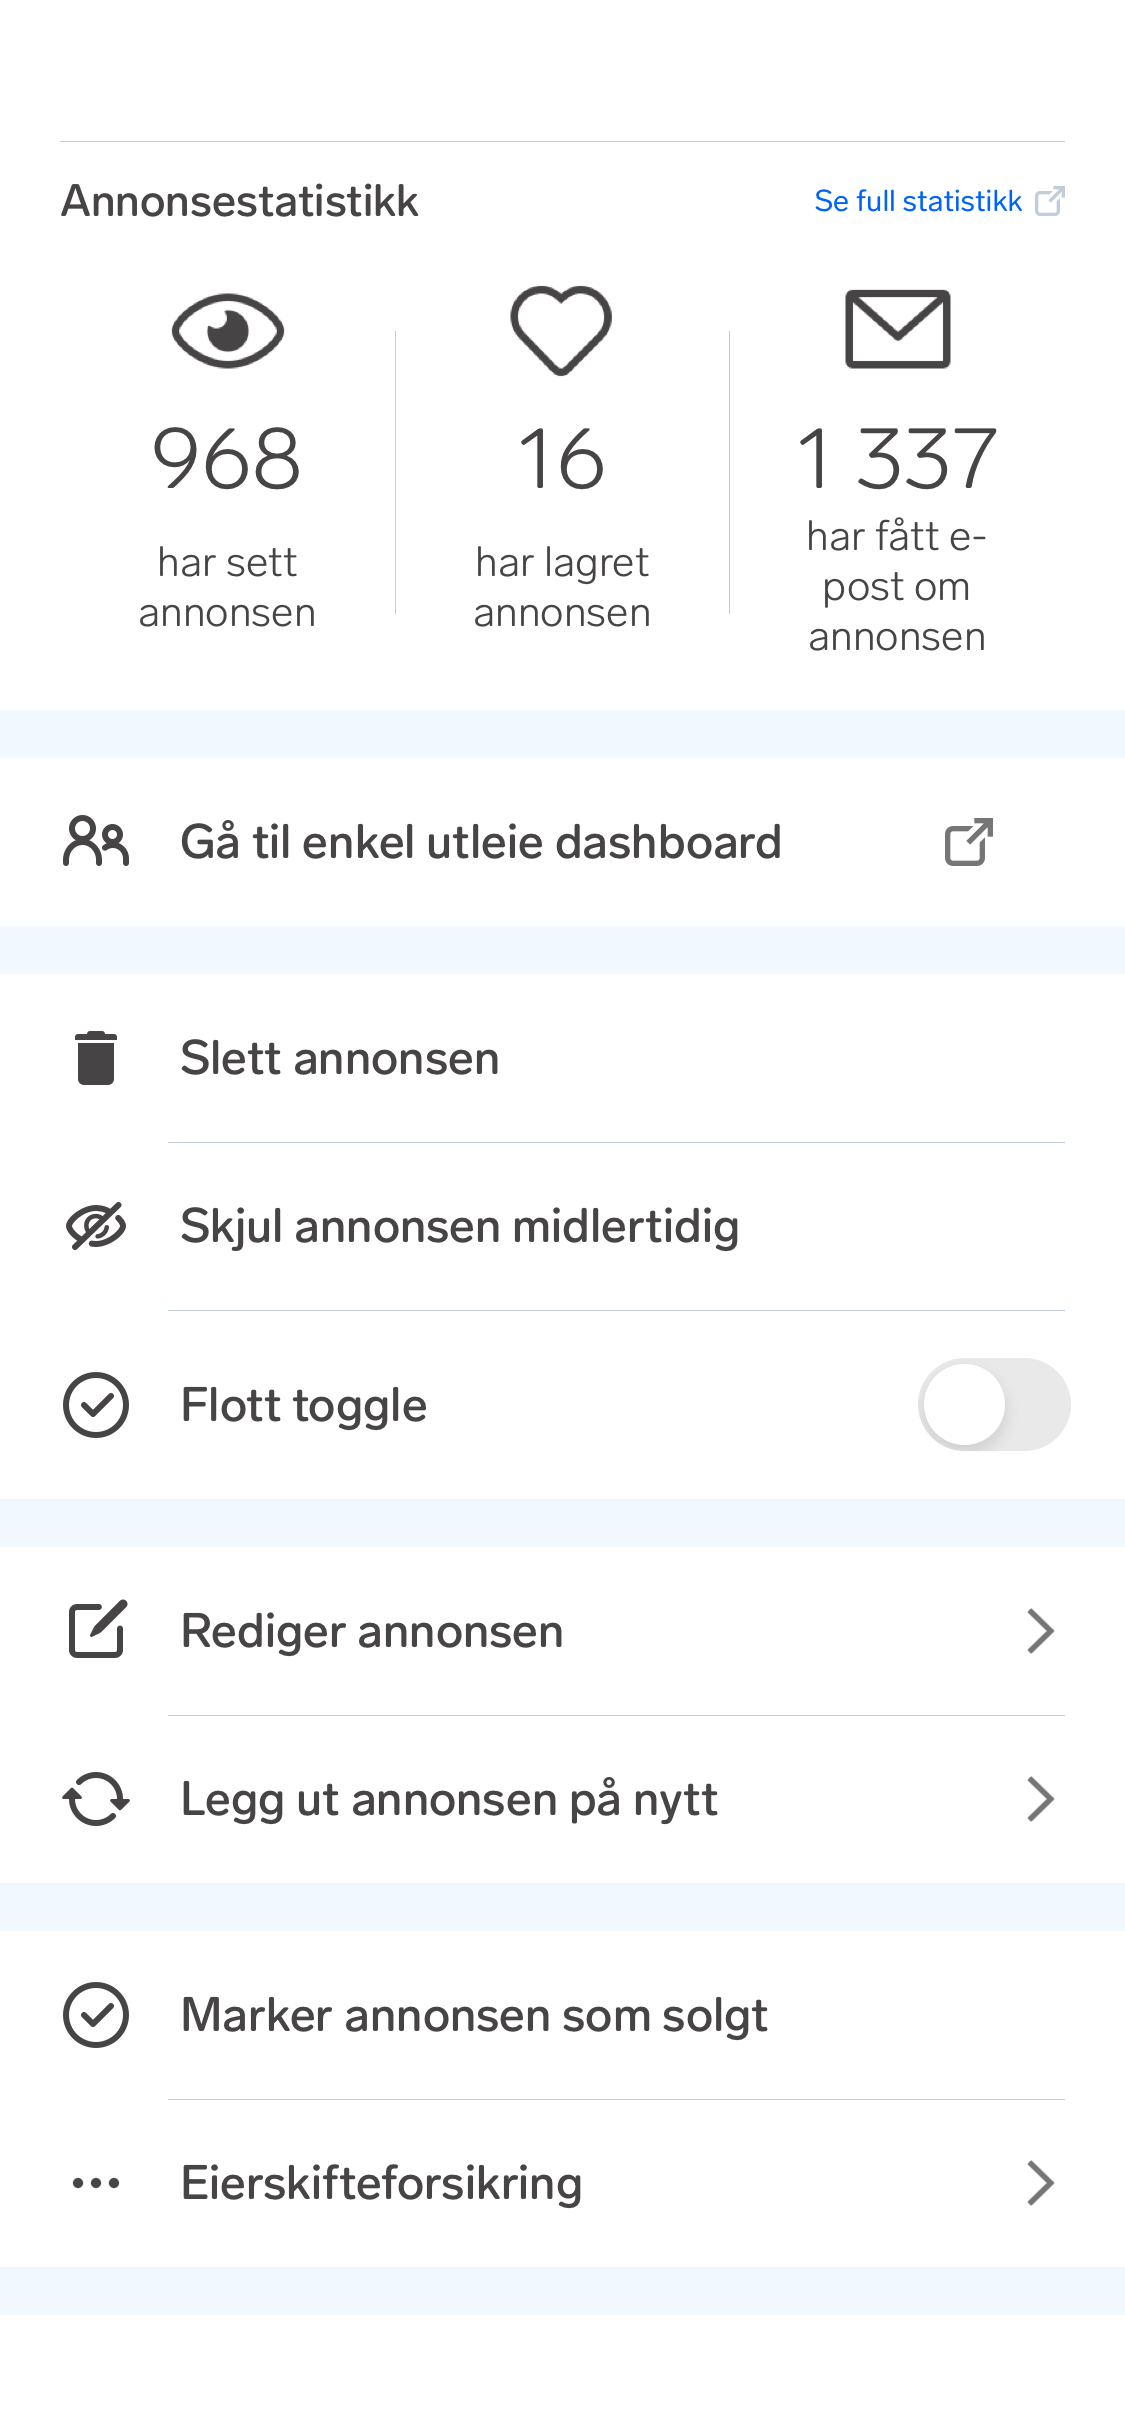 Annonsestatistikk
Se full statistikk
968
har sett
annonsen
16
har lagret
annonsen
1 337
har fått e-
post om
annonsen
Gå til enkel utleie dashboard
Slett annonsen
Skjul annonsen midlertidig
Flott toggle
Rediger annonsen
Legg ut annonsen på nytt
Marker annonsen som solgt
Eierskifteforsikring